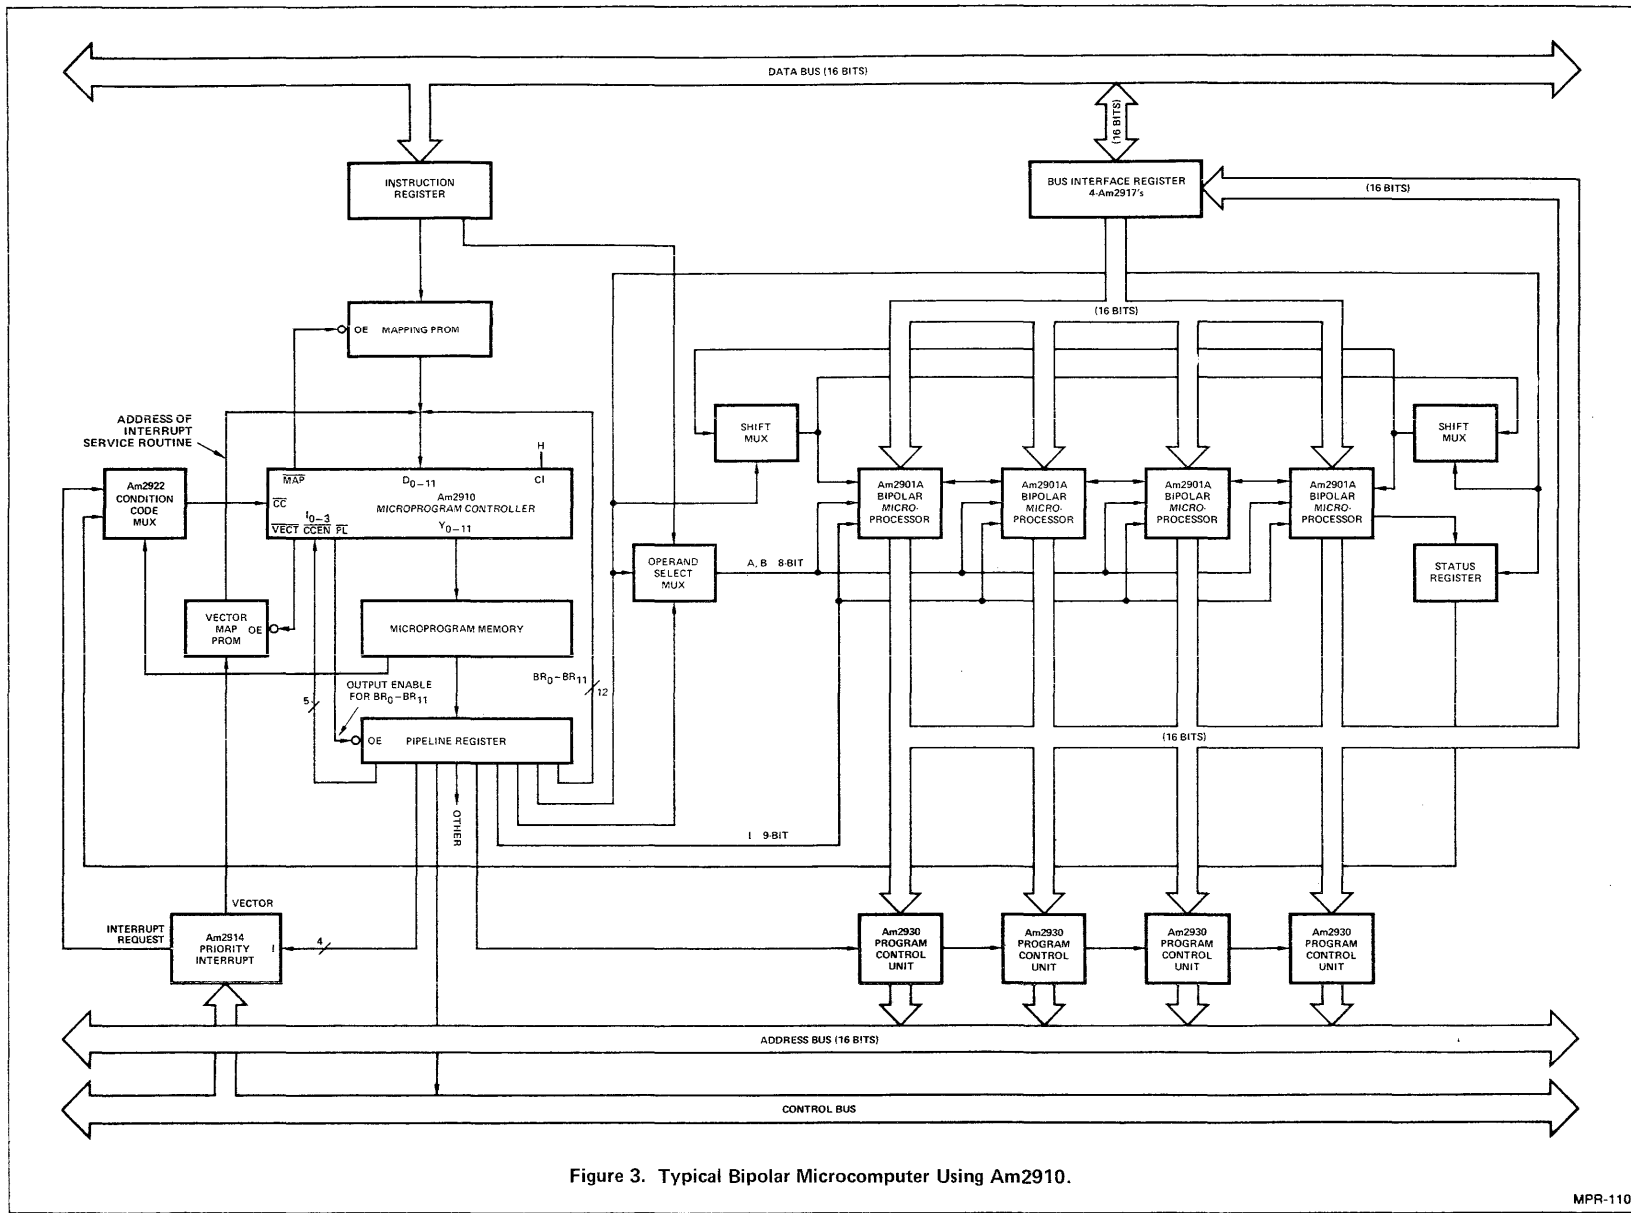 DATA BUS (16 BITS)
(16 BITS)
INSTRUCTION
REGISTER
BUS INTERFACE REGISTER
4-Am2917's
(16 BITS)
(16 BITS)
OE
MAPPING PROM
ADDRESS OF
INTERRUPT
SERVICE ROUTINE
SHIFT
MUX
SHIFT
MUX
H
Am2922
CONDITION
CODE
MUX
MAP
D0–11
CI
CC
Am2910
MICROPROGRAM CONTROLLER
I0–3
VECT CCEN PL
Y0–11
Am2901A
BIPOLAR
MICRO-
PROCESSOR
Am2901A
BIPOLAR
MICRO-
PROCESSOR
Am2901A
BIPOLAR
MICRO-
PROCESSOR
Am2901A
BIPOLAR
MICRO-
PROCESSOR
OPERAND
SELECT
MUX
A, B 8-BIT
STATUS
REGISTER
VECTOR
MAP
PROM
OE
MICROPROGRAM MEMORY
OUTPUT ENABLE
FOR BR0–BR11
BR0–BR11
12
5
OE
PIPELINE REGISTER
(16 BITS)
OTHER
I 9-BIT
VECTOR
INTERRUPT
REQUEST
Am2914
PRIORITY
INTERRUPT
I
4
Am2930
PROGRAM
CONTROL
UNIT
Am2930
PROGRAM
CONTROL
UNIT
Am2930
PROGRAM
CONTROL
UNIT
Am2930
PROGRAM
CONTROL
UNIT
ADDRESS BUS (16 BITS)
CONTROL BUS
Figure 3. Typical Bipolar Microcomputer Using Am2910.
MPR-110